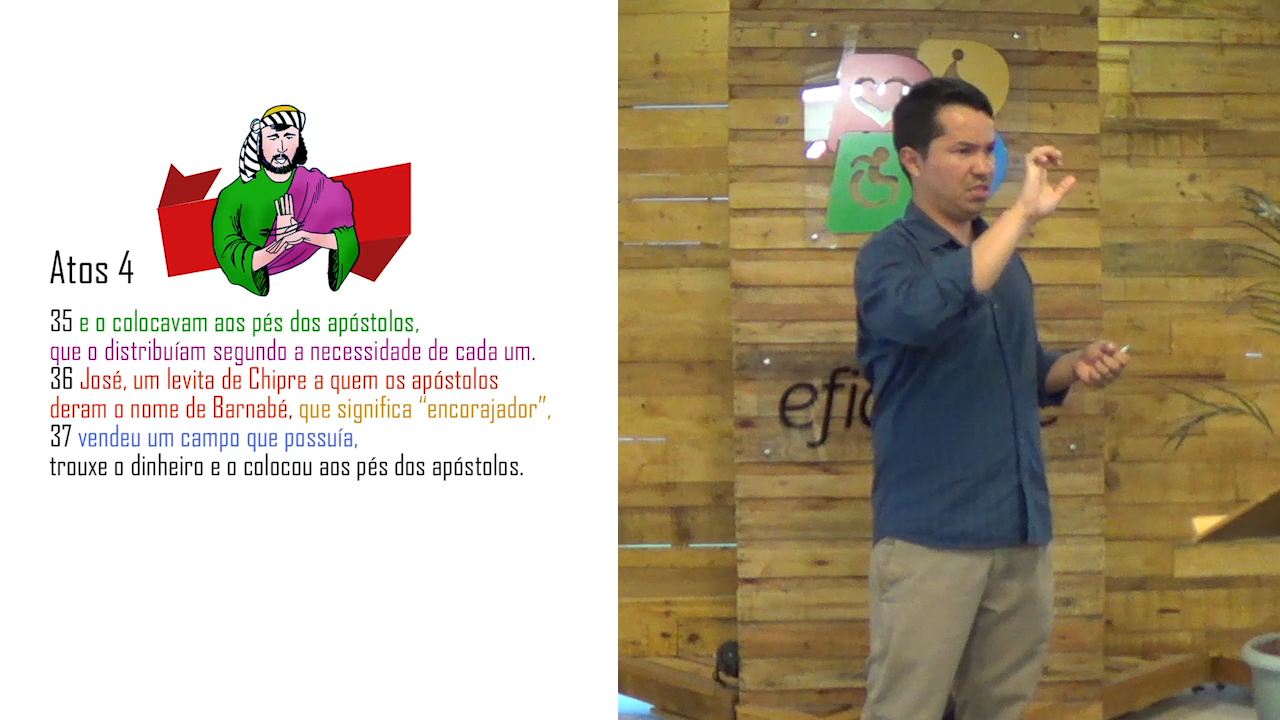 Atos 4
35 e o colocavam aos pés dos apóstolos,
que o distribuíam segundo a necessidade de cada um.
36 José, um levita de Chipre a quem os apóstolos
deram o nome de Barnabé, que significa “encorajador”,
37 vendeu um campo que possuía,
trouxe o dinheiro e o colocou aos pés dos apóstolos.